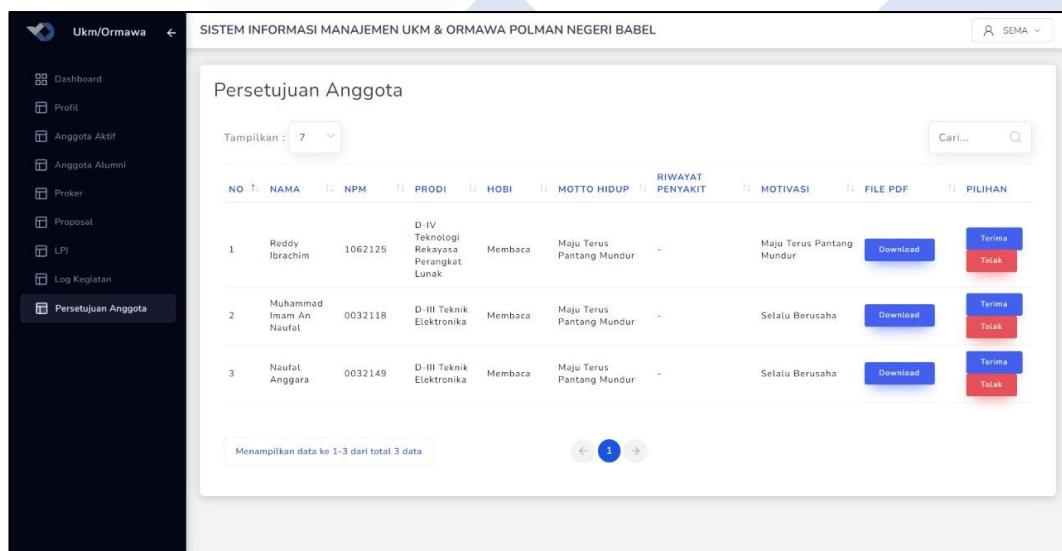 Ukm/Ormawa
SISTEM INFORMASI MANAJEMEN UKM & ORMAWA POLMAN NEGERI BABEL
SEMA
Dashboard
Profil
Anggota Aktif
Anggota Alumni
Proker
Proposal
LPJ
Log Kegiatan
Persetujuan Anggota
Persetujuan Anggota
Tampilkan : 7
Cari...
NO NAMA NPM PRODI HOBI MOTTO HIDUP RIWAYAT PENYAKIT MOTIVASI FILE PDF PILIHAN
1 Reddy Ibrachim 1062125 D-IV Teknologi Rekayasa Perangkat Lunak Membaca Maju Terus Pantang Mundur - Maju Terus Pantang Mundur Download Terima Tolak
2 Muhammad Imam An Naufal 0032118 D-III Teknik Elektronika Membaca Maju Terus Pantang Mundur - Selalu Berusaha Download Terima Tolak
3 Naufal Anggara 0032149 D-III Teknik Elektronika Membaca Maju Terus Pantang Mundur - Selalu Berusaha Download Terima Tolak
Menampilkan data ke 1-3 dari total 3 data
← 1 →